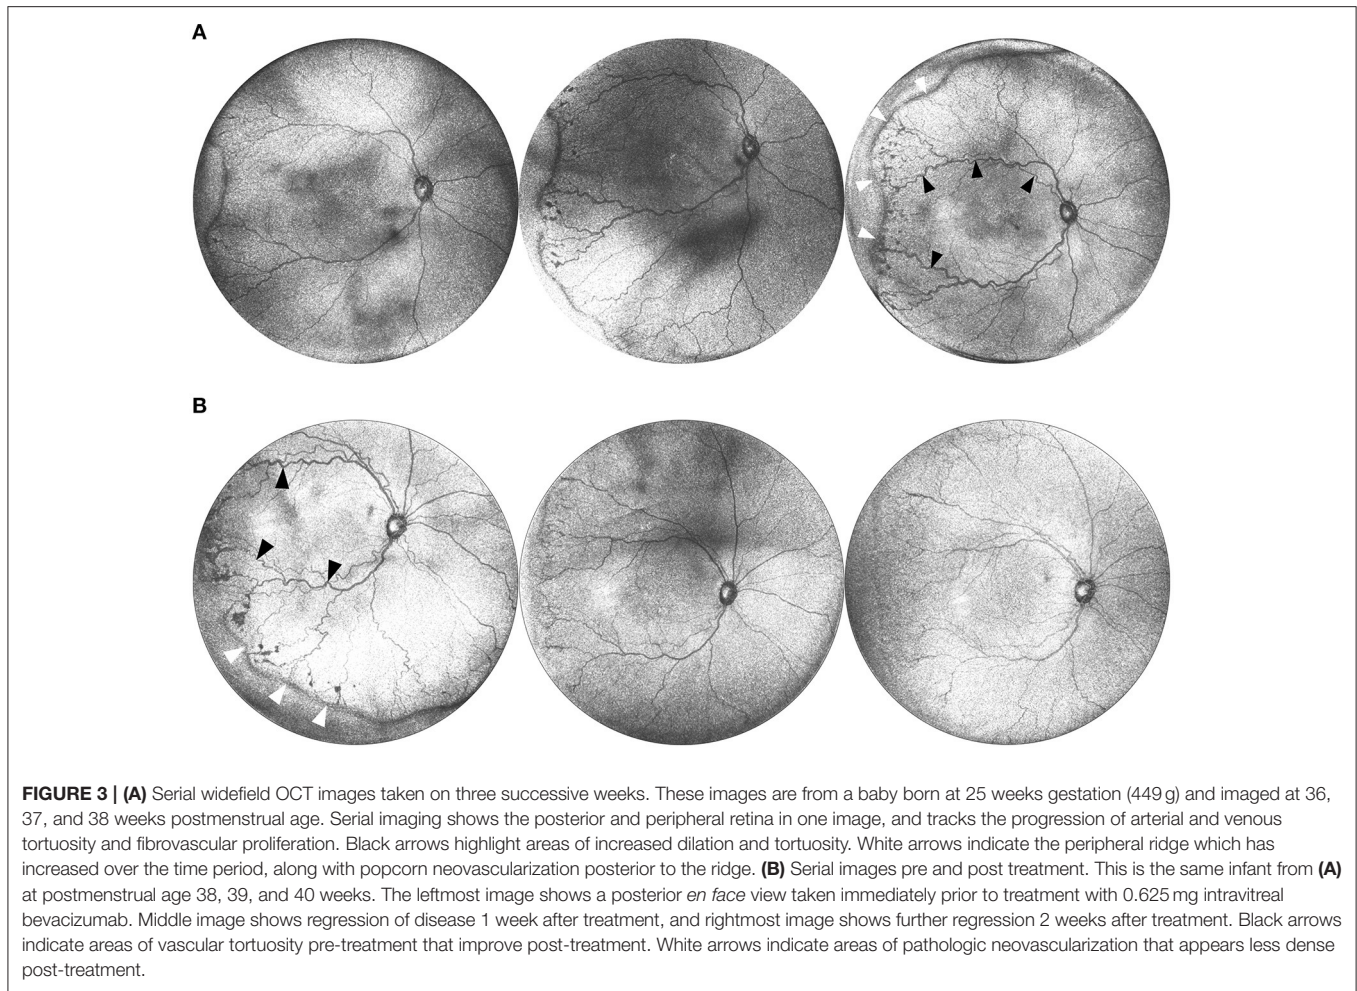 A
B
FIGURE 3 | (A) Serial widefield OCT images taken on three successive weeks. These images are from a baby born at 25 weeks gestation (449 g) and imaged at 36,
37, and 38 weeks postmenstrual age. Serial imaging shows the posterior and peripheral retina in one image, and tracks the progression of arterial and venous
tortuosity and fibrovascular proliferation. Black arrows highlight areas of increased dilation and tortuosity. White arrows indicate the peripheral ridge which has
increased over the time period, along with popcorn neovascularization posterior to the ridge. (B) Serial images pre and post treatment. This is the same infant from (A)
at postmenstrual age 38, 39, and 40 weeks. The leftmost image shows a posterior en face view taken immediately prior to treatment with 0.625 mg intravitreal
bevacizumab. Middle image shows regression of disease 1 week after treatment, and rightmost image shows further regression 2 weeks after treatment. Black arrows
indicate areas of vascular tortuosity pre-treatment that improve post-treatment. White arrows indicate areas of pathologic neovascularization that appears less dense
post-treatment.